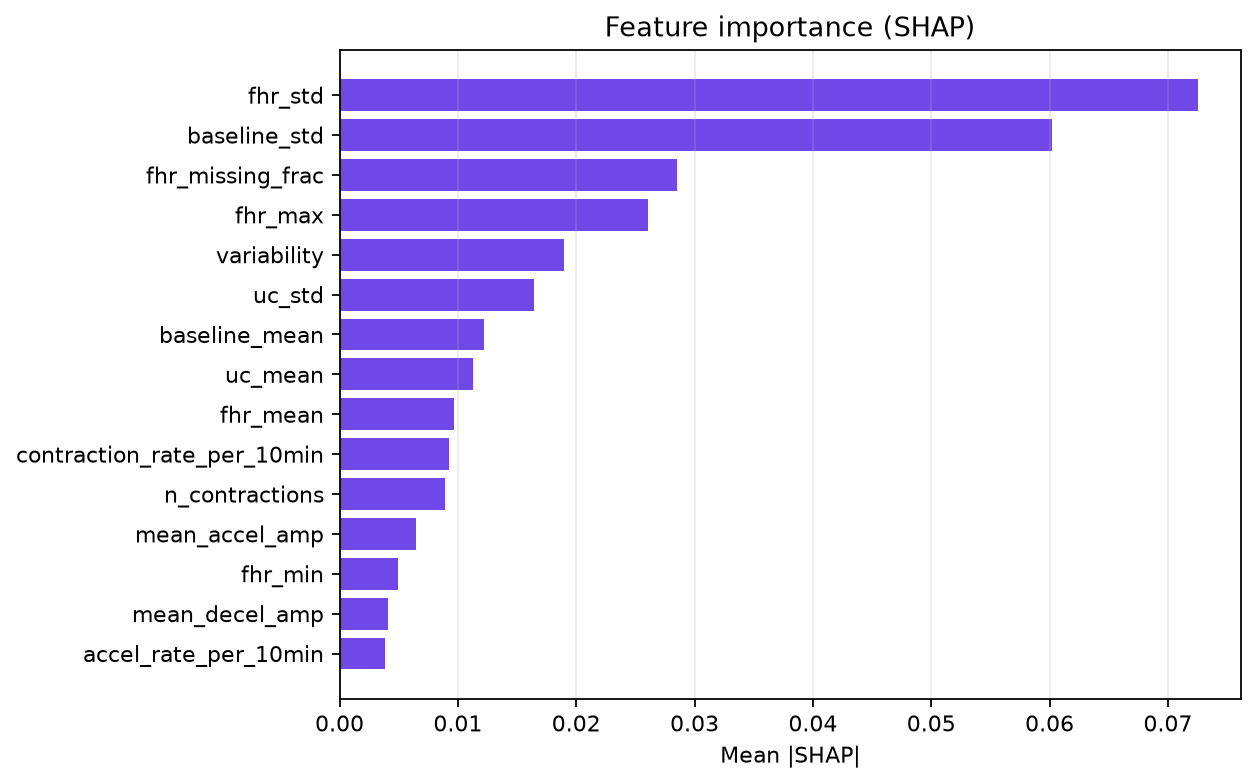 Feature importance (SHAP)
fhr_std
baseline_std
fhr_missing_frac
fhr_max
variability
uc_std
baseline_mean
uc_mean
fhr_mean
contraction_rate_per_10min
n_contractions
mean_accel_amp
fhr_min
mean_decel_amp
accel_rate_per_10min
0.00 0.01 0.02 0.03 0.04 0.05 0.06 0.07
Mean |SHAP|